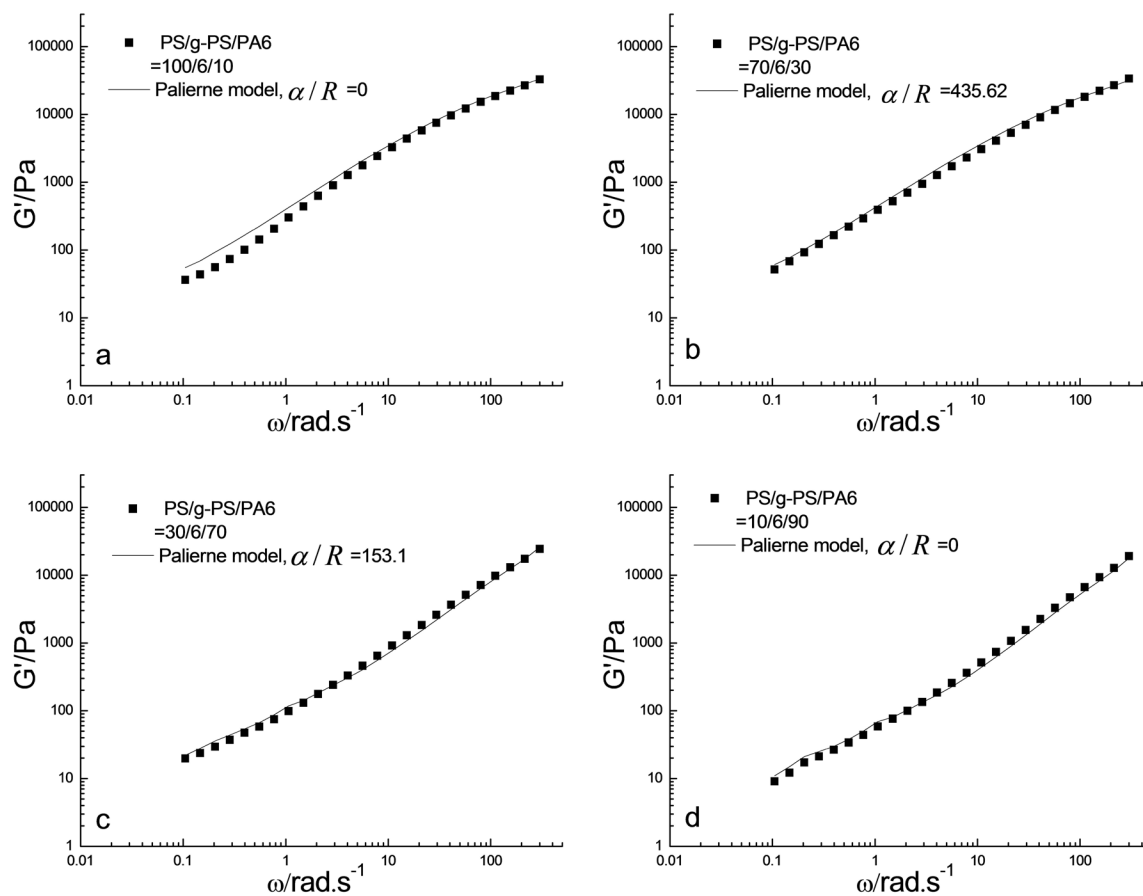 100000
10000
1000
100
10
1
G'/Pa
PS/g-PS/PA6
=100/6/10
Palierne model, α/R =0
a
0.01 0.1 1 10 100
ω/rad.s⁻¹
100000
10000
1000
100
10
1
G'/Pa
PS/g-PS/PA6
=70/6/30
Palierne model, α/R =435.62
b
0.01 0.1 1 10 100
ω/rad.s⁻¹
100000
10000
1000
100
10
1
G'/Pa
PS/g-PS/PA6
=30/6/70
Palierne model, α/R =153.1
c
0.01 0.1 1 10 100
ω/rad.s⁻¹
100000
10000
1000
100
10
1
G'/Pa
PS/g-PS/PA6
=10/6/90
Palierne model, α/R =0
d
0.01 0.1 1 10 100
ω/rad.s⁻¹